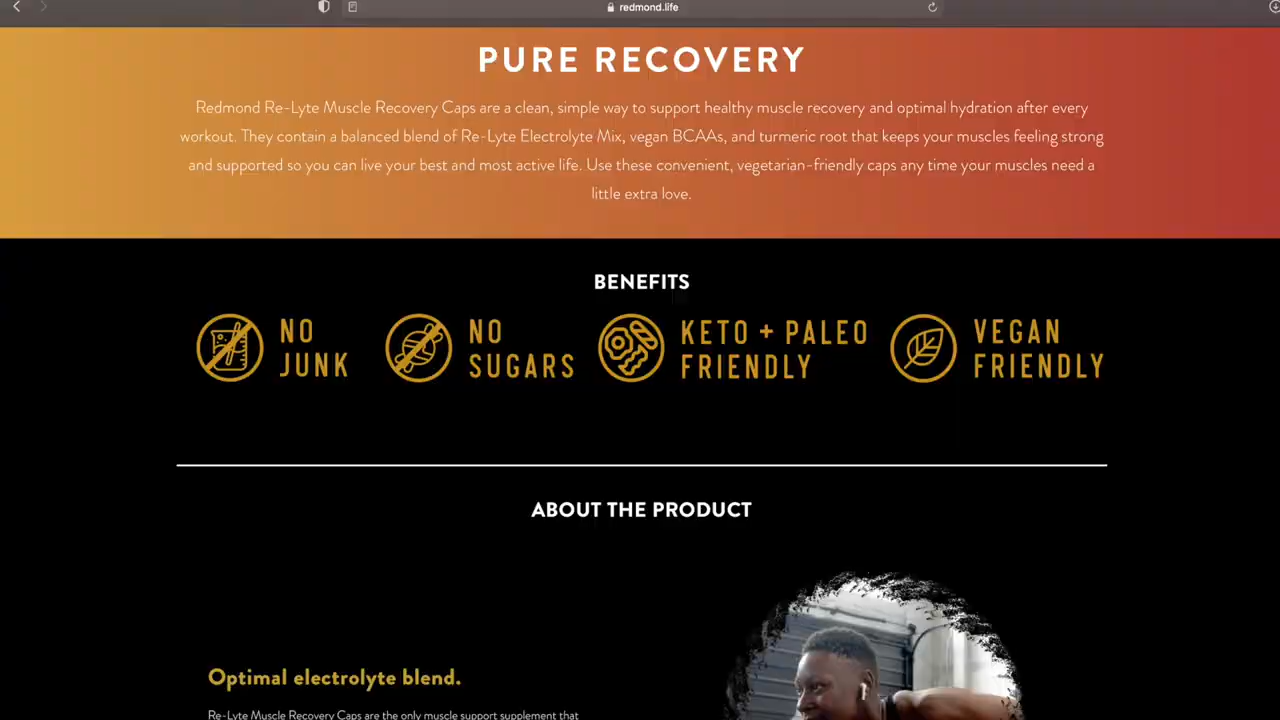 redmond.life
PURE RECOVERY
Redmond Re-Lyte Muscle Recovery Caps are a clean, simple way to support healthy muscle recovery and optimal hydration after every
workout. They contain a balanced blend of Re-Lyte Electrolyte Mix, vegan BCAAs, and turmeric root that keeps your muscles feeling strong
and supported so you can live your best and most active life. Use these convenient, vegetarian-friendly caps any time your muscles need a
little extra love.
BENEFITS
NO
JUNK
NO
SUGARS
KETO + PALEO
FRIENDLY
VEGAN
FRIENDLY
ABOUT THE PRODUCT
Optimal electrolyte blend.
Re-Lyte Muscle Recovery Caps are the only muscle support supplement that